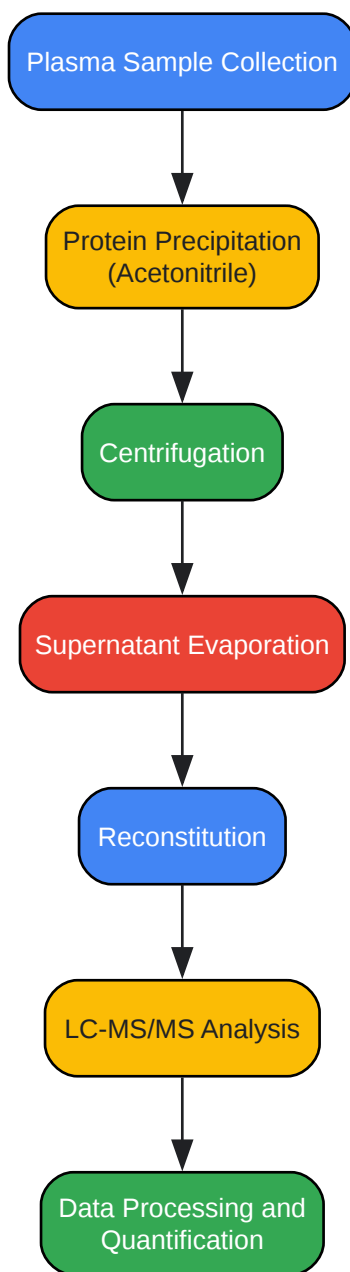 Plasma Sample Collection
Protein Precipitation
(Acetonitrile)
Centrifugation
Supernatant Evaporation
Reconstitution
LC-MS/MS Analysis
Data Processing and
Quantification